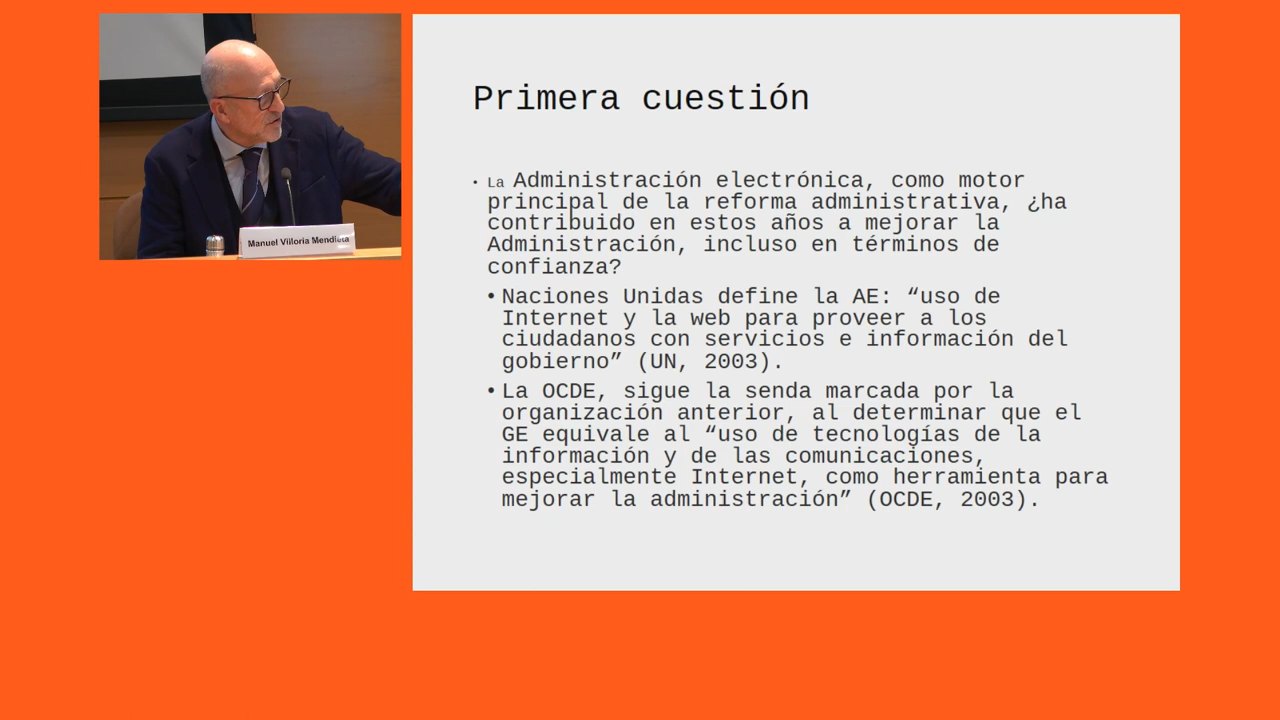 Manuel Villoria Mendieta
Primera cuestión
• La Administración electrónica, como motor
principal de la reforma administrativa, ¿ha
contribuido en estos años a mejorar la
Administración, incluso en términos de
confianza?
• Naciones Unidas define la AE: “uso de
Internet y la web para proveer a los
ciudadanos con servicios e información del
gobierno” (UN, 2003).
• La OCDE, sigue la senda marcada por la
organización anterior, al determinar que el
GE equivale al “uso de tecnologías de la
información y de las comunicaciones,
especialmente Internet, como herramienta para
mejorar la administración” (OCDE, 2003).